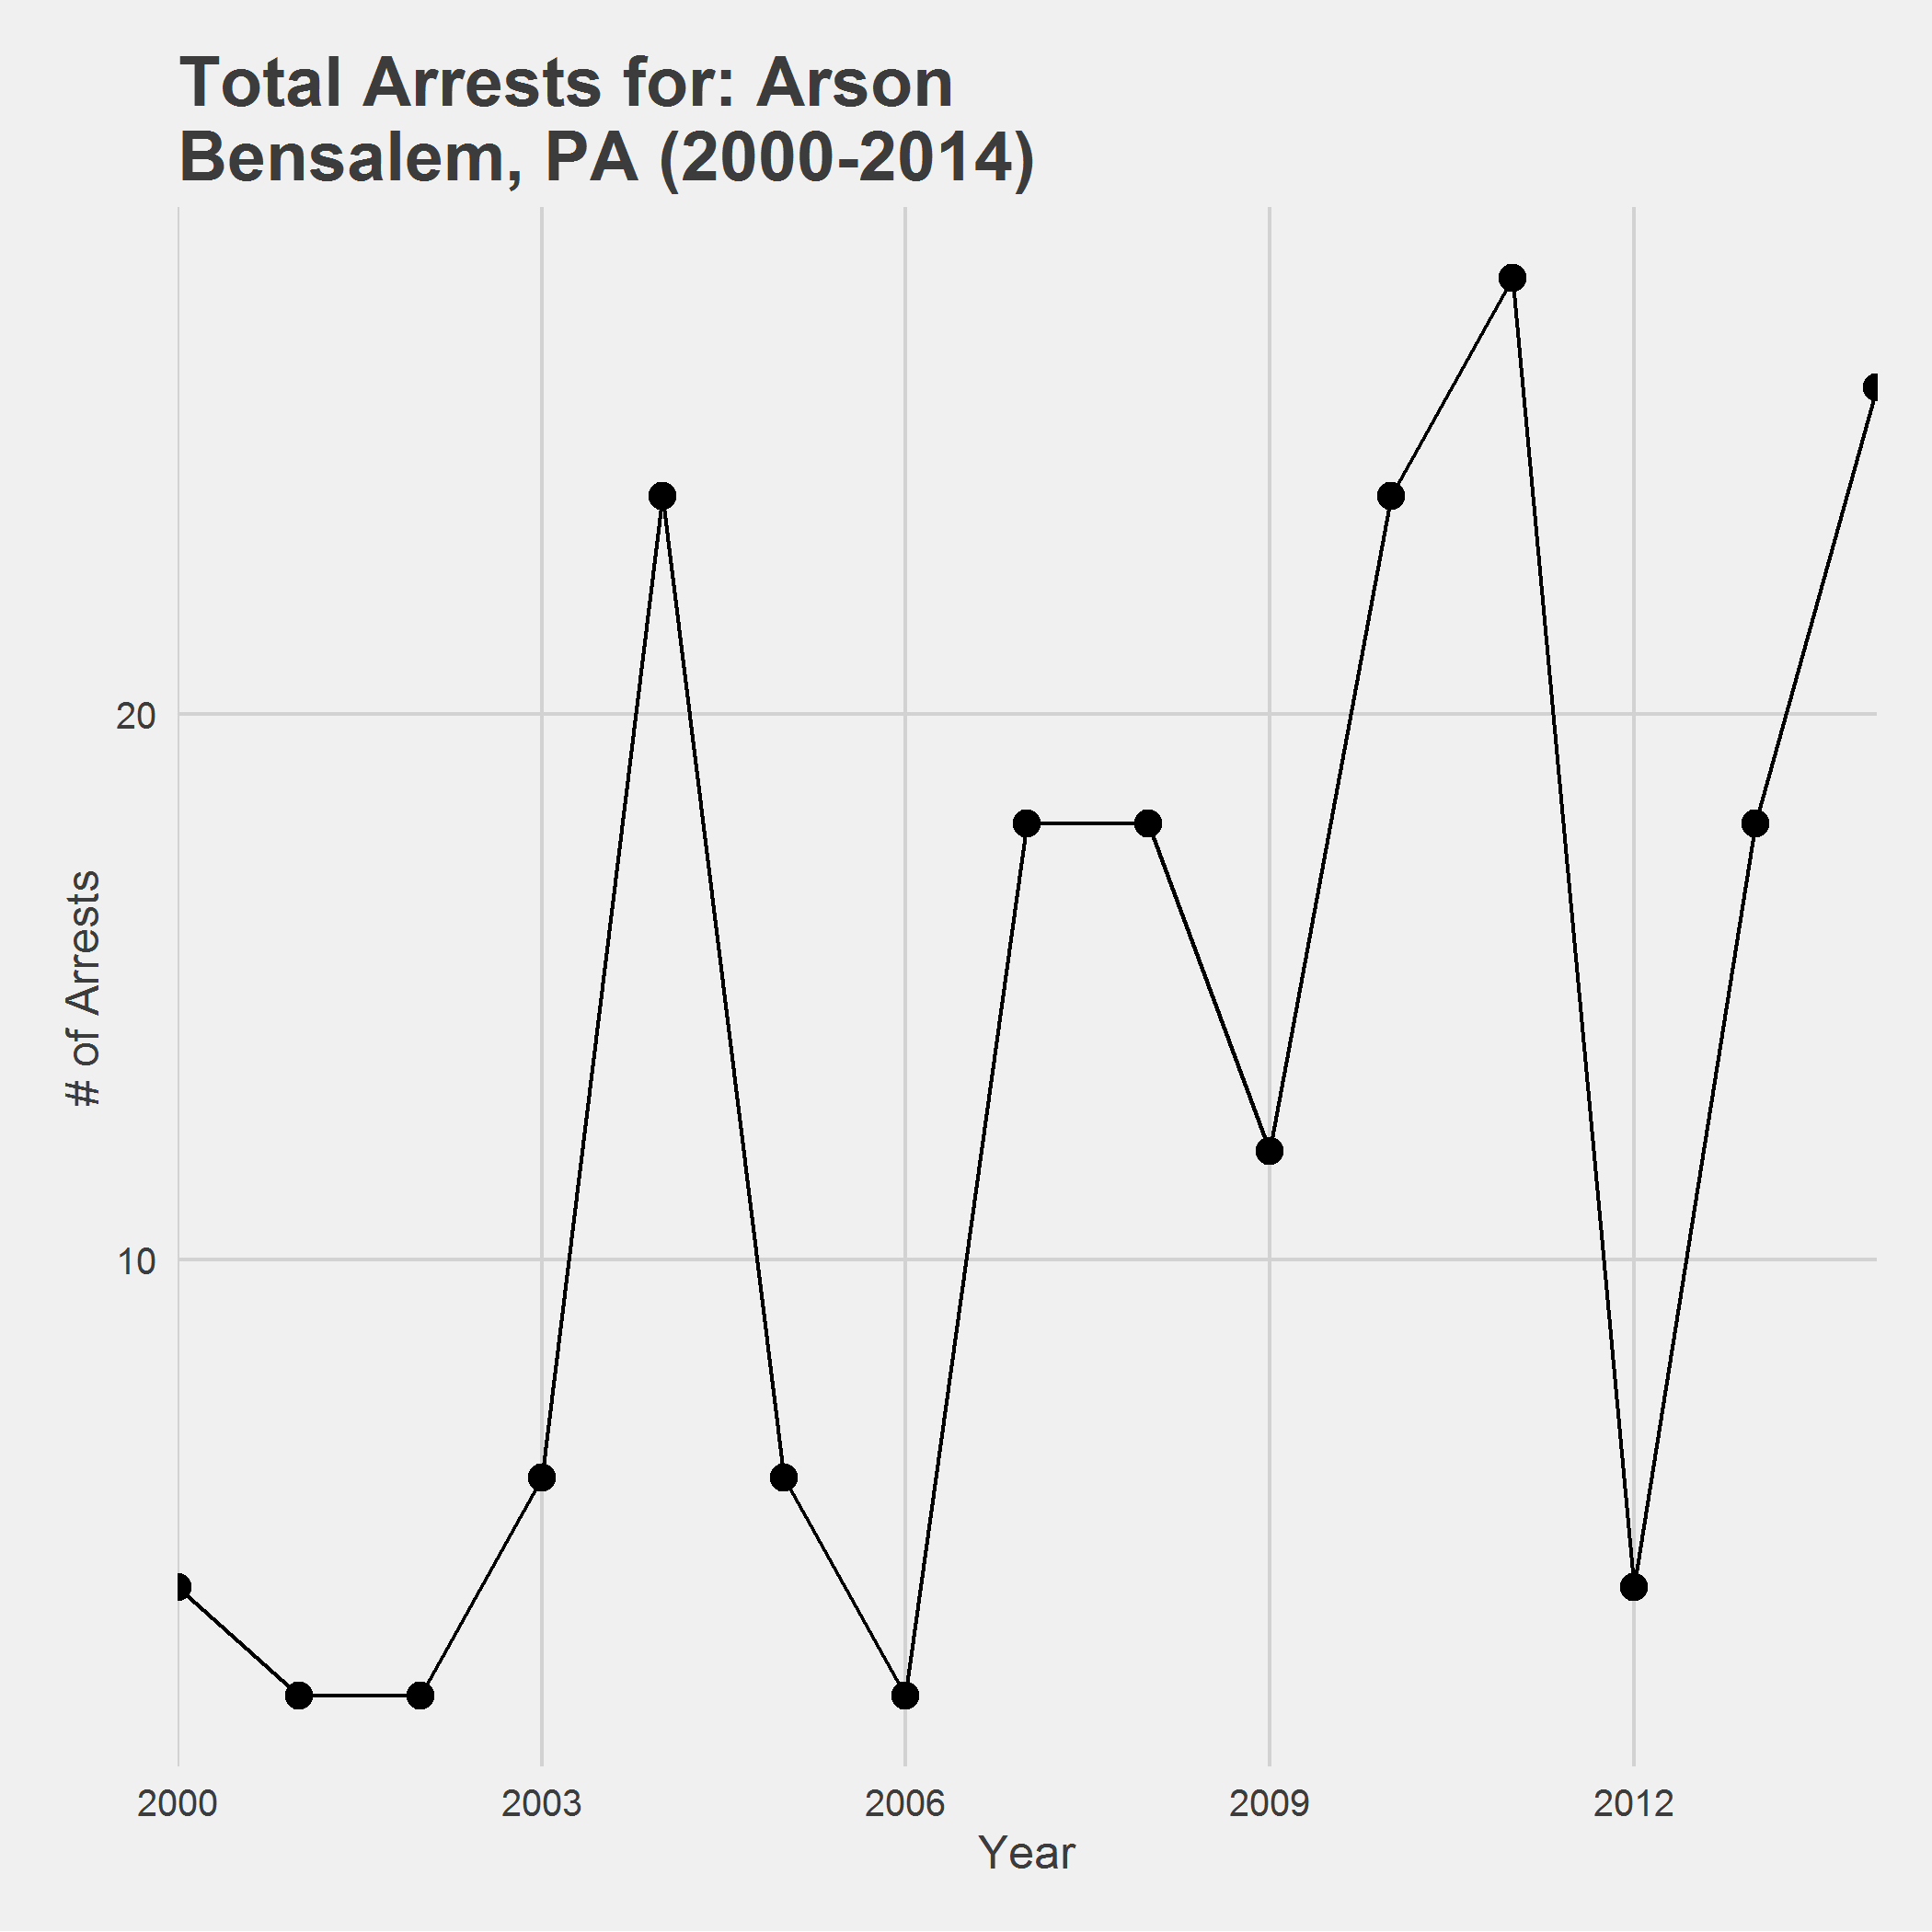 Total Arrests for: Arson
Bensalem, PA (2000-2014)
# of Arrests
20
10
2000 2003 2006 2009 2012
Year